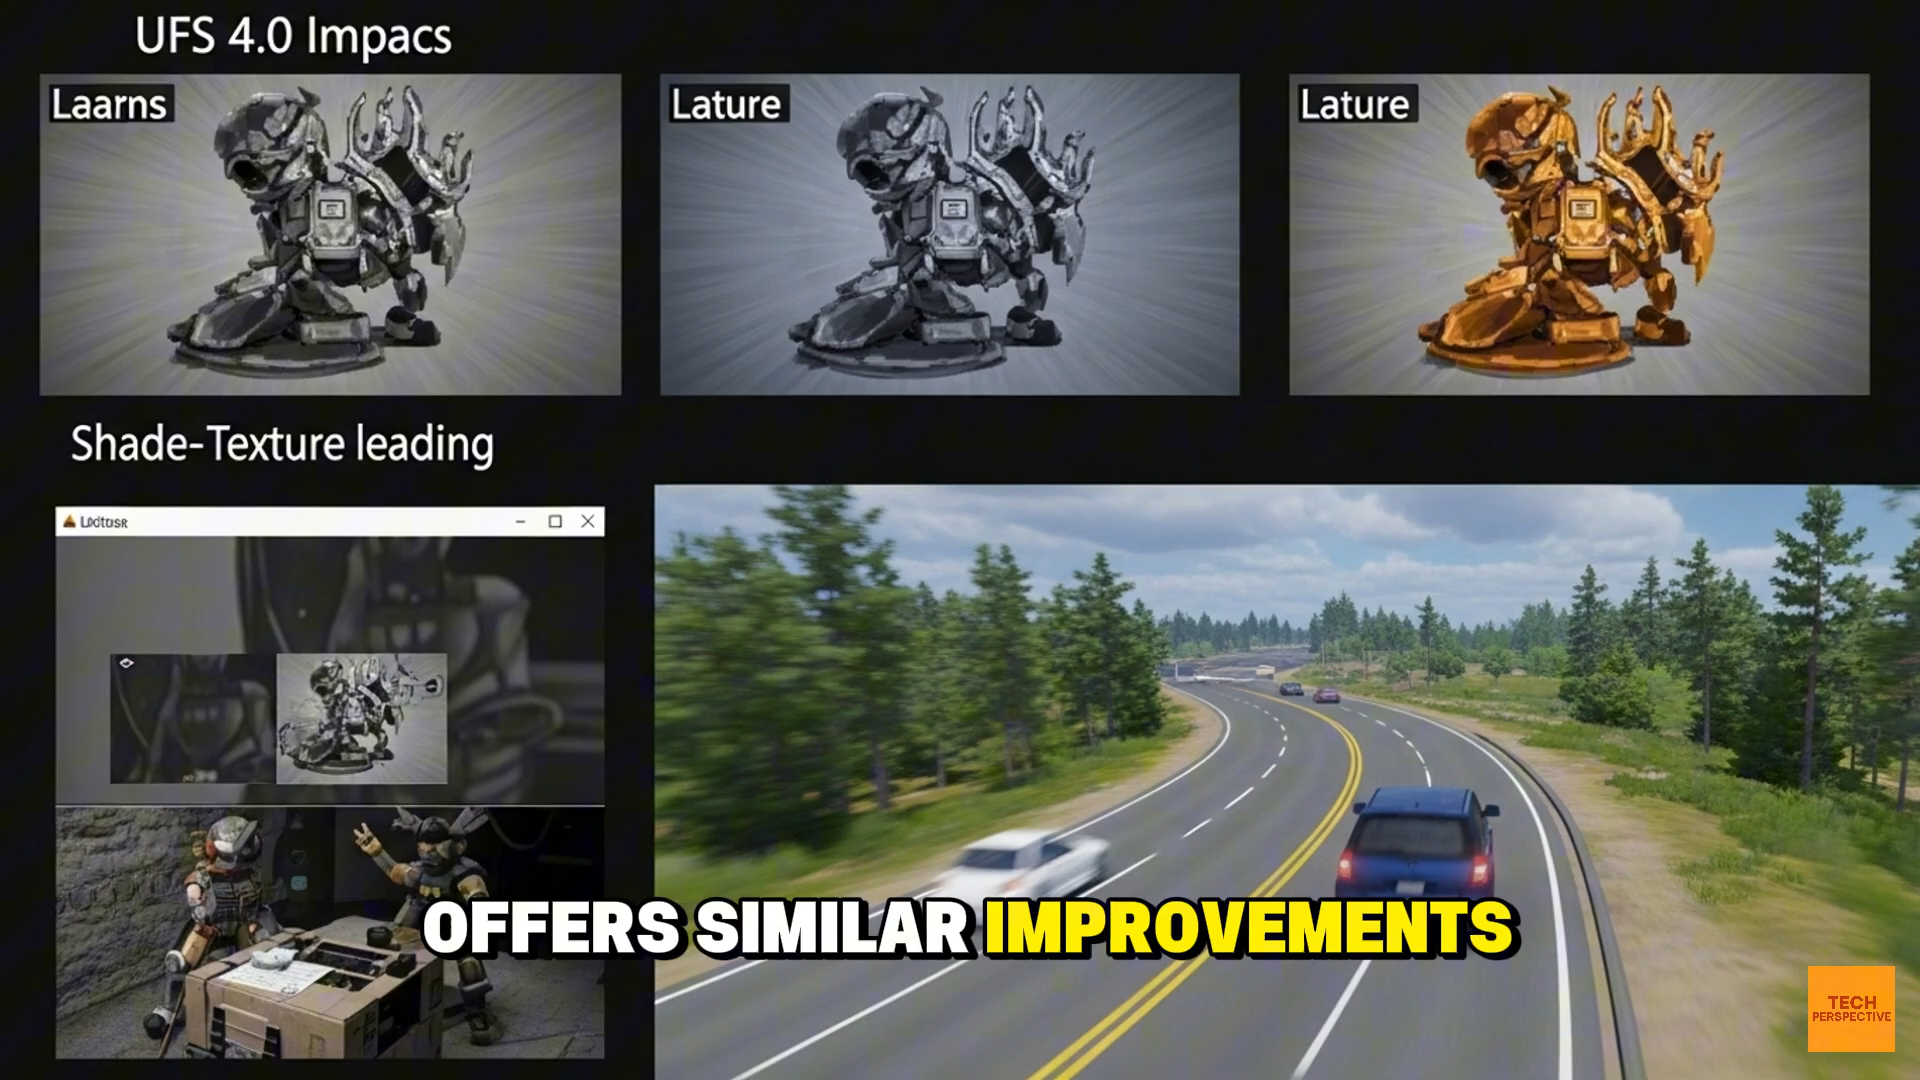 UFS 4.0 Impacs
Laarns
Lature
Lature
Shade-Texture leading
OFFERS SIMILAR IMPROVEMENTS
TECH
PERSPECTIVE